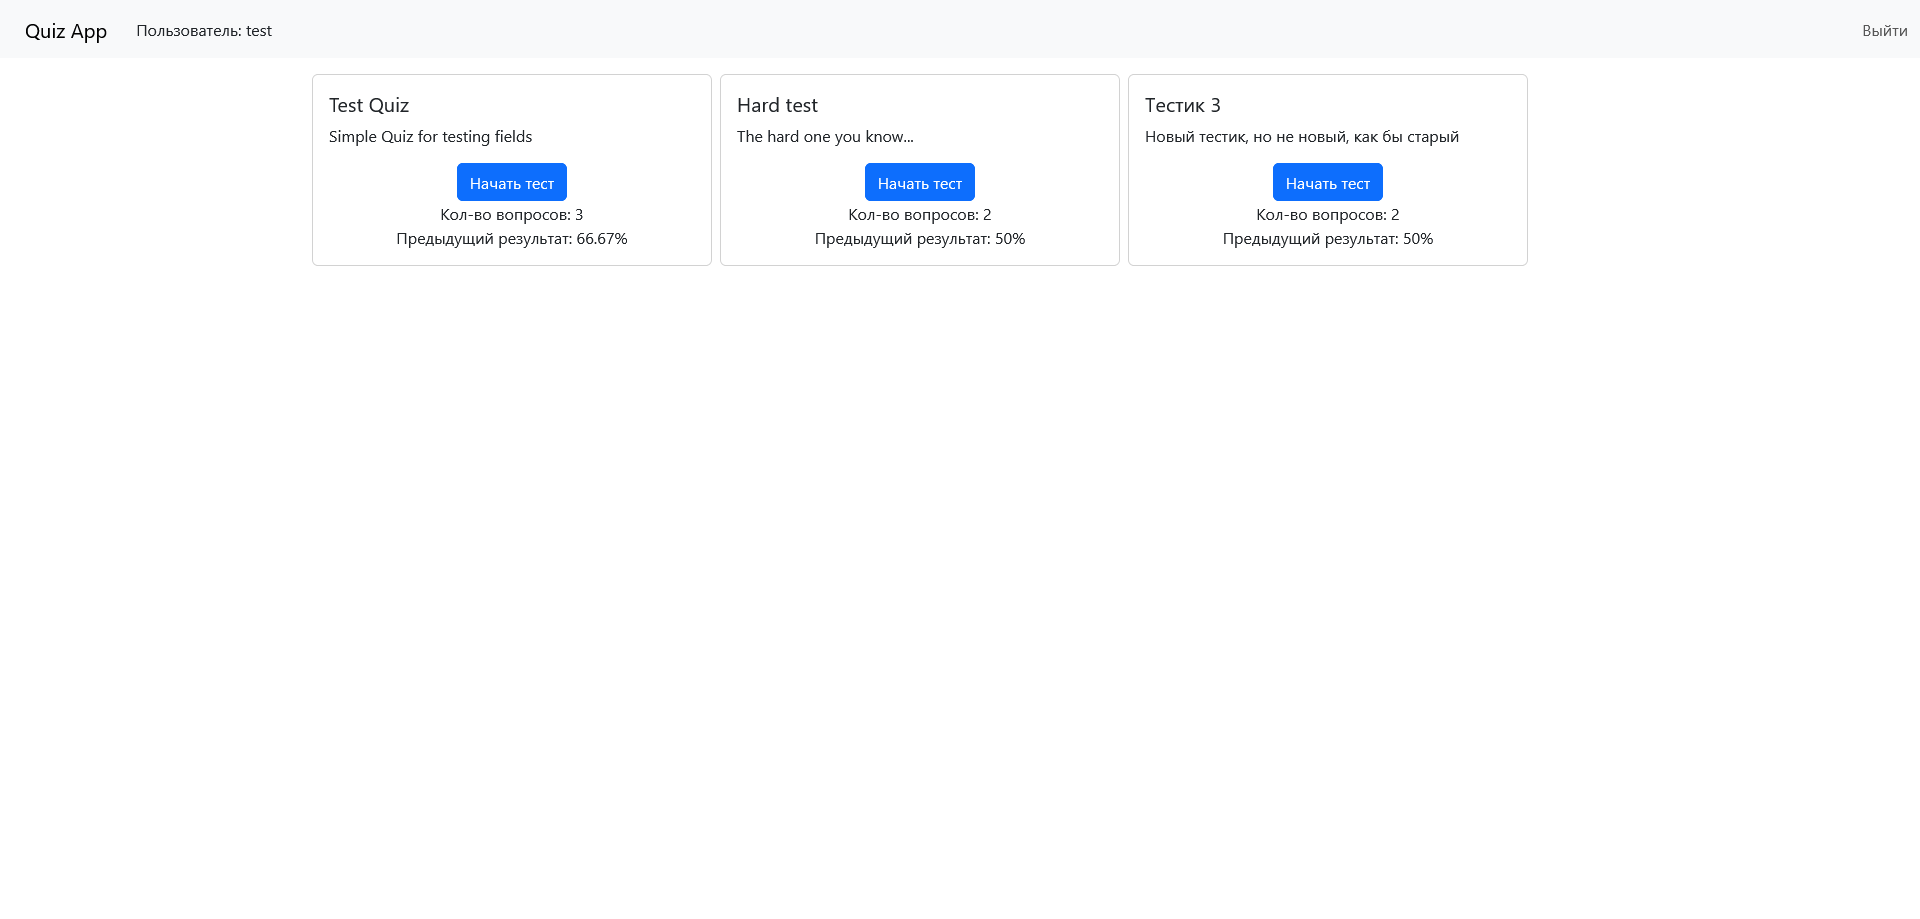 Quiz App
Пользователь: test
Выйти
Test Quiz
Simple Quiz for testing fields
Начать тест
Кол-во вопросов: 3
Предыдущий результат: 66.67%
Hard test
The hard one you know...
Начать тест
Кол-во вопросов: 2
Предыдущий результат: 50%
Тестик 3
Новый тестик, но не новый, как бы старый
Начать тест
Кол-во вопросов: 2
Предыдущий результат: 50%